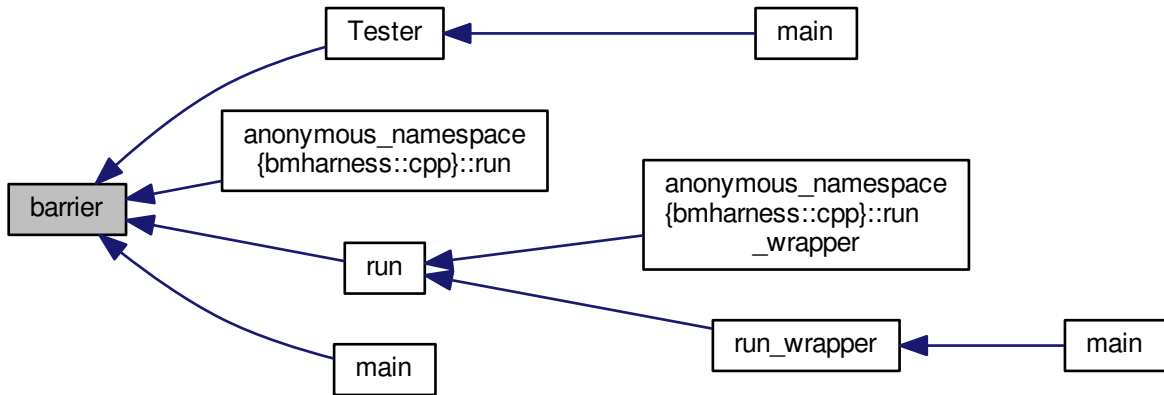 Tester
main
anonymous_namespace
{bmharness::cpp}::run
anonymous_namespace
{bmharness::cpp}::run
_wrapper
barrier
run
run_wrapper
main
main